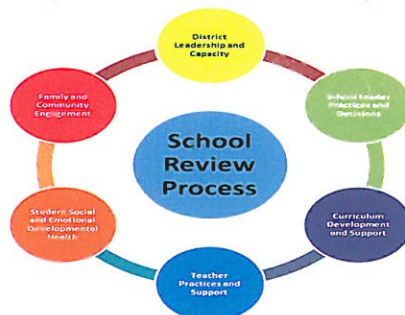 District
Leadership and
Capacity
School Leader
Practices and
Decisions
Curriculum
Development
and Support
Teacher
Practices and
Support
Student Social
and Emotional
Developmental
Health
Family and
Community
Engagement
School
Review
Process